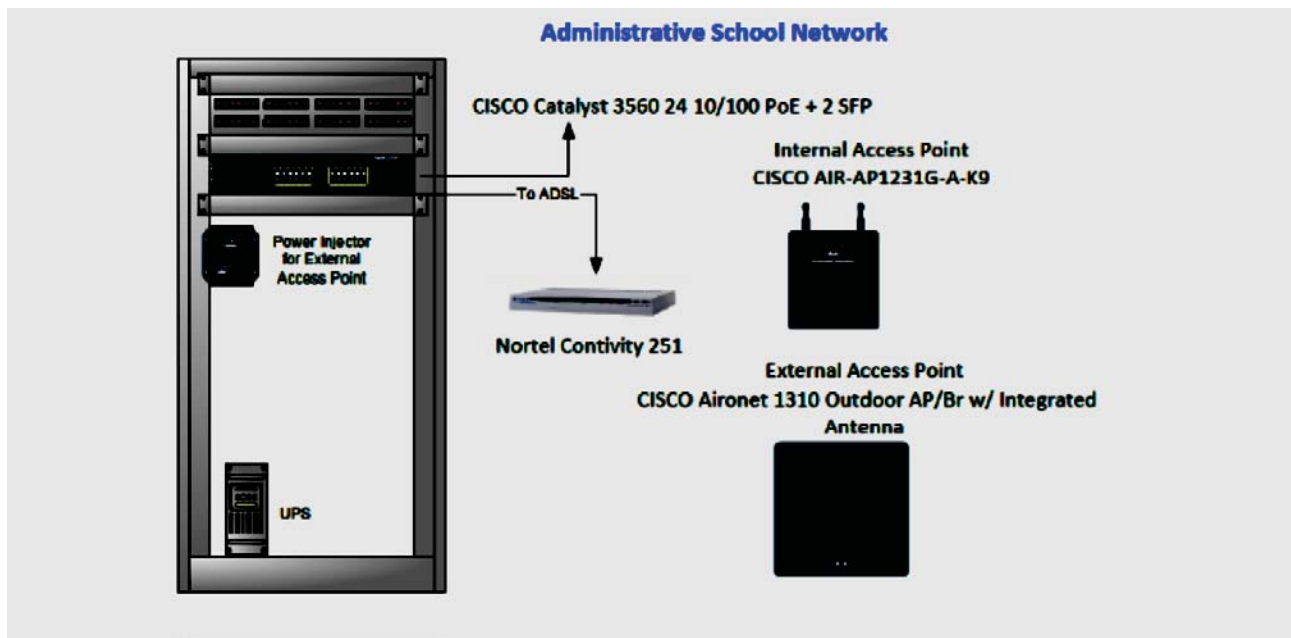 Administrative School Network
CISCO Catalyst 3560 24 10/100 PoE + 2 SFP
Internal Access Point
CISCO AIR-AP1231G-A-K9
To ADSL
Power Injector
for External
Access Point
Nortel Contivity 251
External Access Point
CISCO Aironet 1310 Outdoor AP/Br w/ Integrated
Antenna
UPS